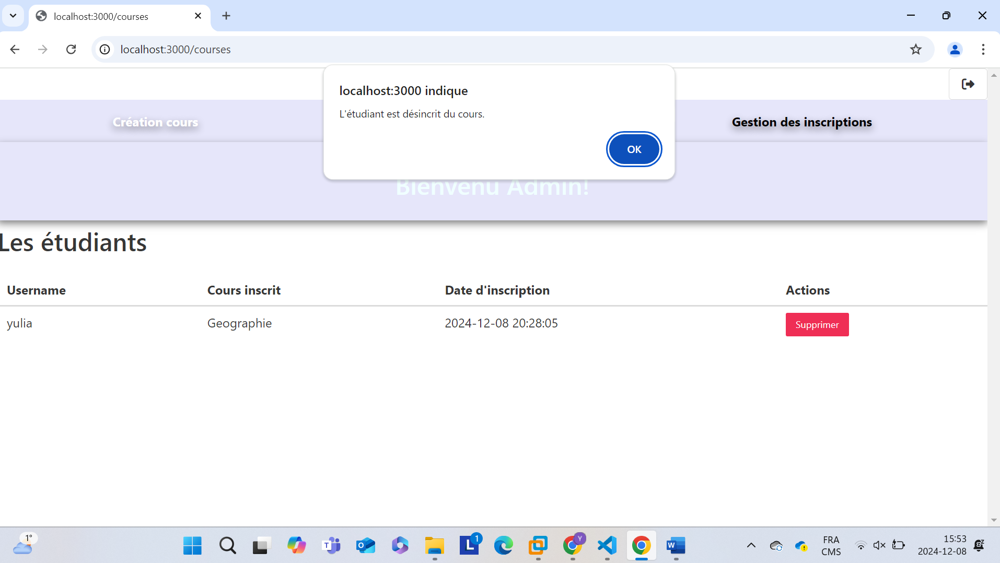 localhost:3000/courses
localhost:3000/courses
localhost:3000 indique
L'étudiant est désincrit du cours.
OK
Création cours
Gestion des inscriptions
Bienvenu Admin!
Les étudiants
Username Cours inscrit Date d'inscription Actions
yulia Geographie 2024-12-08 20:28:05 Supprimer
1°
T
O
L
1
Y
W
FRA
CMS
15:53
2024-12-08